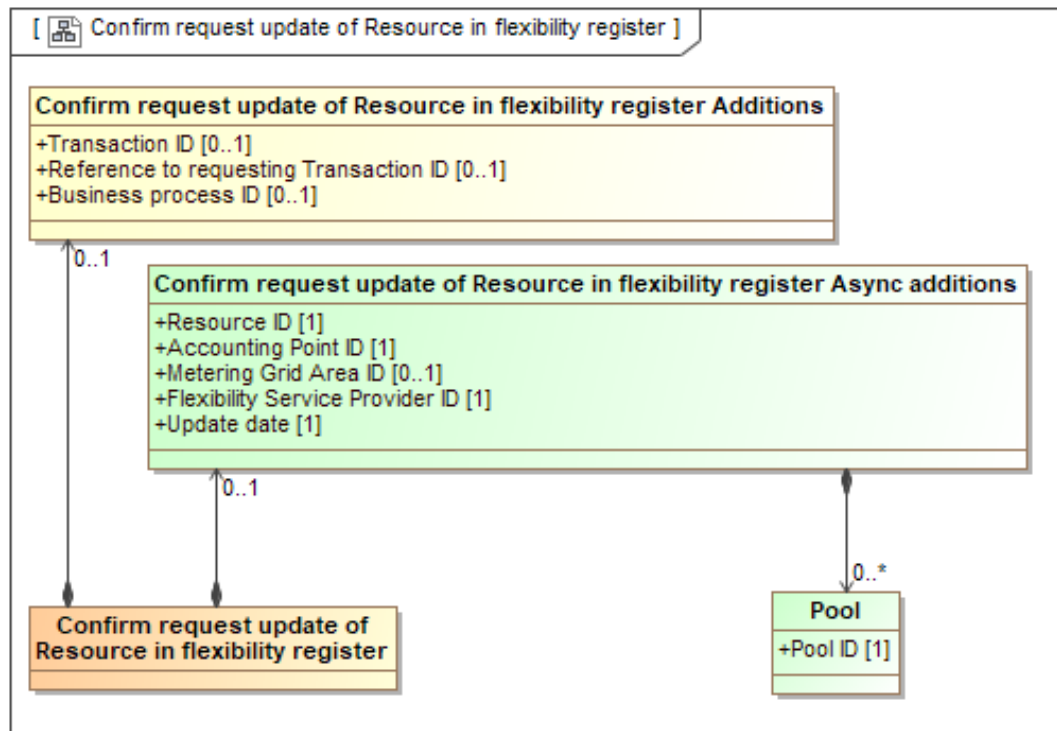 [ Confirm request update of Resource in flexibility register ]
Confirm request update of Resource in flexibility register Additions
+Transaction ID [0..1]
+Reference to requesting Transaction ID [0..1]
+Business process ID [0..1]
0..1
Confirm request update of Resource in flexibility register Async additions
+Resource ID [1]
+Accounting Point ID [1]
+Metering Grid Area ID [0..1]
+Flexibility Service Provider ID [1]
+Update date [1]
0..1
0..*
Confirm request update of
Resource in flexibility register
Pool
+Pool ID [1]